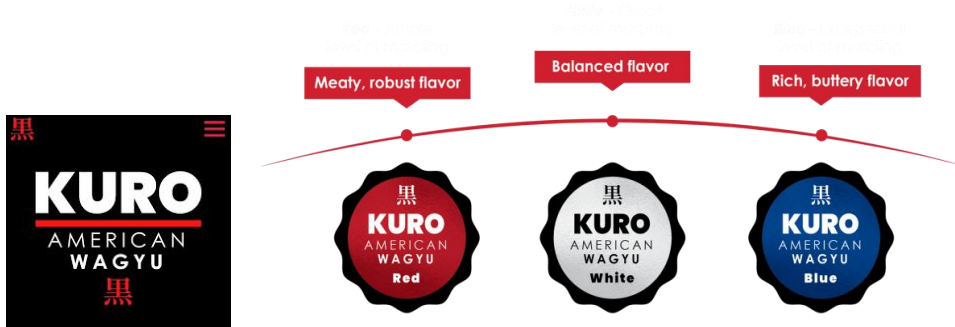 Meaty, robust flavor
Balanced flavor
Rich, buttery flavor
黒
KURO
AMERICAN
WAGYU
黒
黒
KURO
AMERICAN
WAGYU
Red
黒
KURO
AMERICAN
WAGYU
White
黒
KURO
AMERICAN
WAGYU
Blue